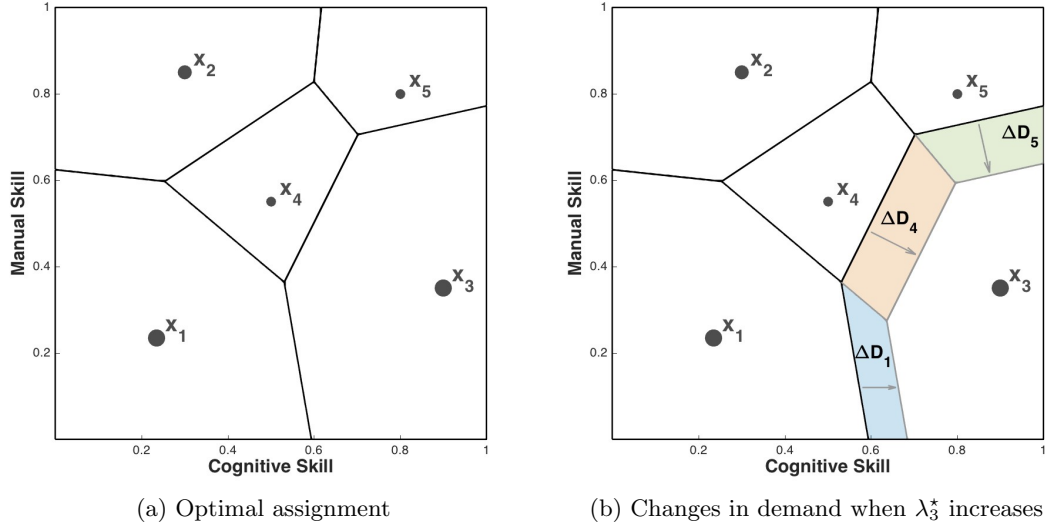 1
0.8
0.6
0.4
0.2
0.2 0.4 0.6 0.8 1
Manual Skill
Cognitive Skill
x₂
x₅
x₄
x₃
x₁
(a) Optimal assignment
1
0.8
0.6
0.4
0.2
0.2 0.4 0.6 0.8 1
Manual Skill
Cognitive Skill
x₂
x₅
ΔD₅
x₄
ΔD₄
x₃
x₁
ΔD₁
(b) Changes in demand when λ₃⋆ increases